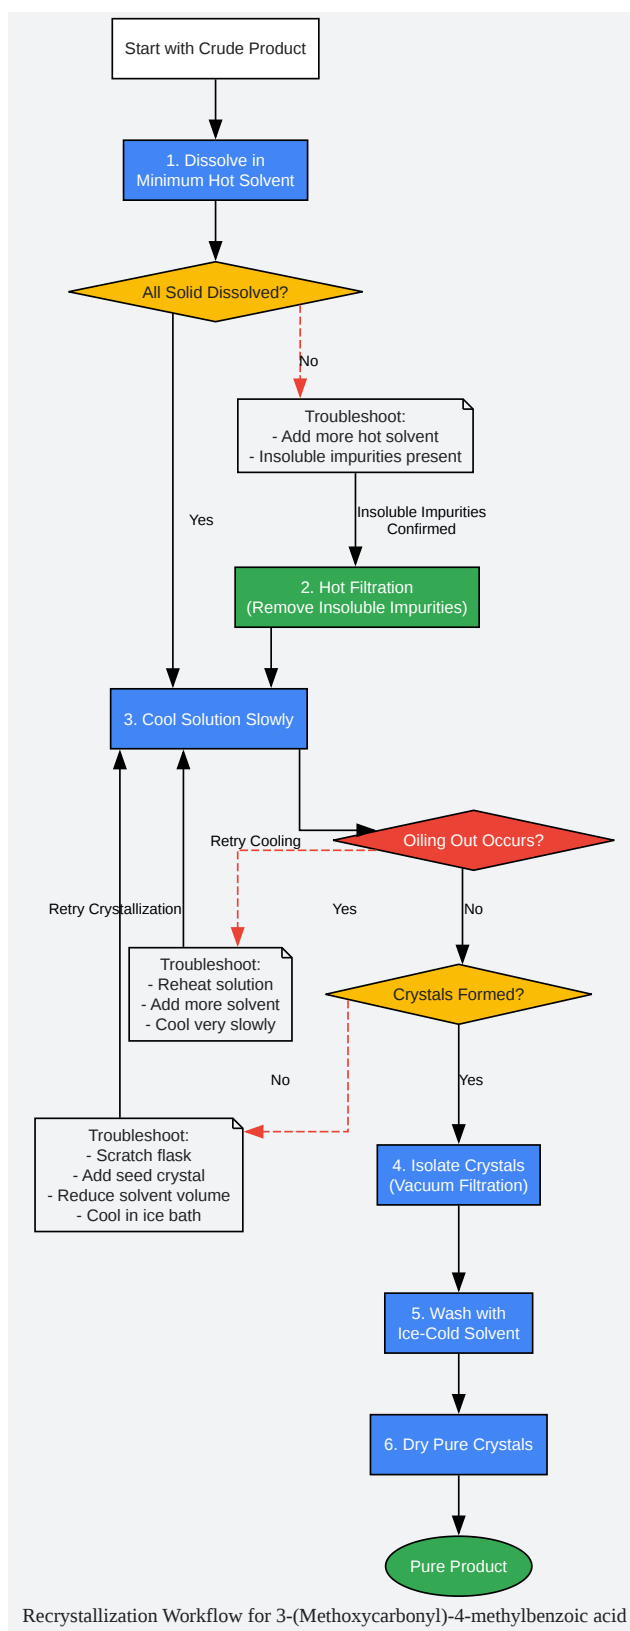 Start with Crude Product
1. Dissolve in
Minimum Hot Solvent
All Solid Dissolved?
No
Troubleshoot:
- Add more hot solvent
- Insoluble impurities present
Yes
Insoluble Impurities
Confirmed
2. Hot Filtration
(Remove Insoluble Impurities)
3. Cool Solution Slowly
Oiling Out Occurs?
Retry Cooling
Retry Crystallization
Yes
No
Troubleshoot:
- Reheat solution
- Add more solvent
- Cool very slowly
Crystals Formed?
No
Yes
Troubleshoot:
- Scratch flask
- Add seed crystal
- Reduce solvent volume
- Cool in ice bath
4. Isolate Crystals
(Vacuum Filtration)
5. Wash with
Ice-Cold Solvent
6. Dry Pure Crystals
Pure Product
Recrystallization Workflow for 3-(Methoxycarbonyl)-4-methylbenzoic acid